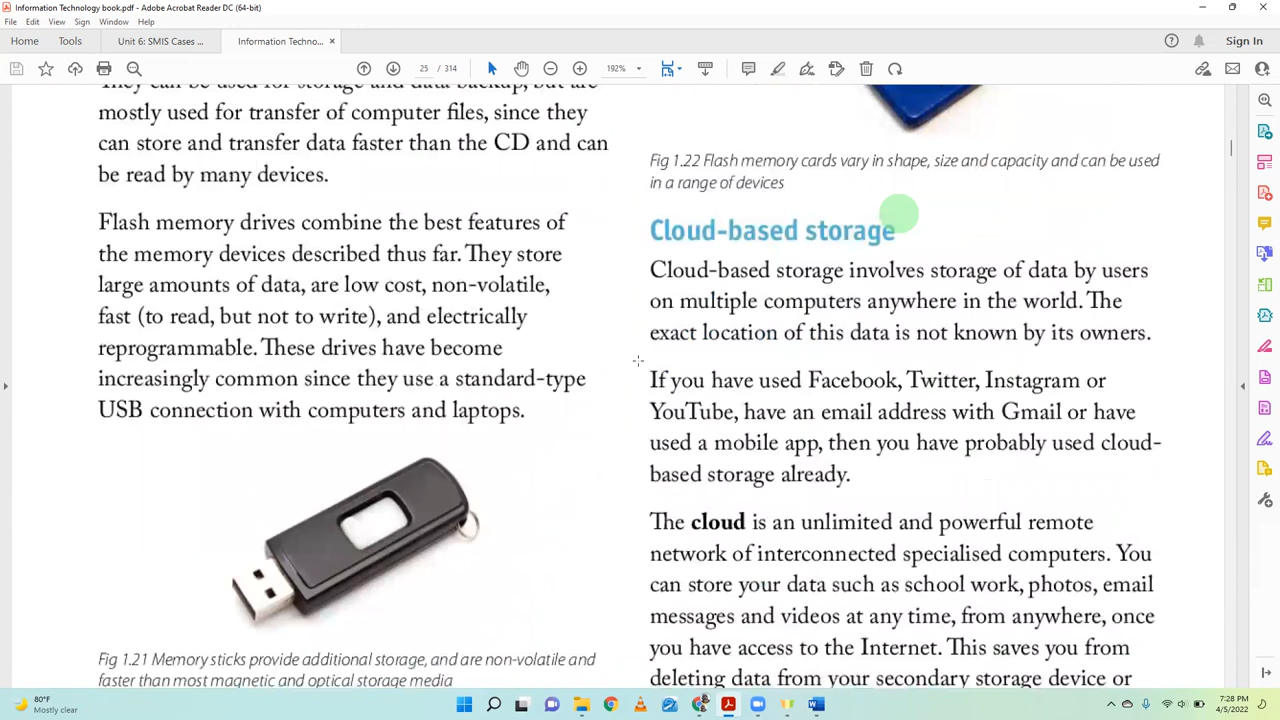 Information Technology book.pdf - Adobe Acrobat Reader DC (64-bit)
File Edit View Sign Window Help
Home Tools Unit 6: SMIS Cases ... Information Techno... × Sign In
25 / 314 192%
They can be used for storage and data backup, but are
mostly used for transfer of computer files, since they
can store and transfer data faster than the CD and can
be read by many devices.
Flash memory drives combine the best features of
the memory devices described thus far. They store
large amounts of data, are low cost, non-volatile,
fast (to read, but not to write), and electrically
reprogrammable. These drives have become
increasingly common since they use a standard-type
USB connection with computers and laptops.
Fig 1.21 Memory sticks provide additional storage, and are non-volatile and
faster than most magnetic and optical storage media
Fig 1.22 Flash memory cards vary in shape, size and capacity and can be used
in a range of devices
Cloud-based storage
Cloud-based storage involves storage of data by users
on multiple computers anywhere in the world. The
exact location of this data is not known by its owners.
If you have used Facebook, Twitter, Instagram or
YouTube, have an email address with Gmail or have
used a mobile app, then you have probably used cloud-
based storage already.
The cloud is an unlimited and powerful remote
network of interconnected specialised computers. You
can store your data such as school work, photos, email
messages and videos at any time, from anywhere, once
you have access to the Internet. This saves you from
deleting data from your secondary storage device or
80°F
Mostly clear
7:28 PM
4/5/2022